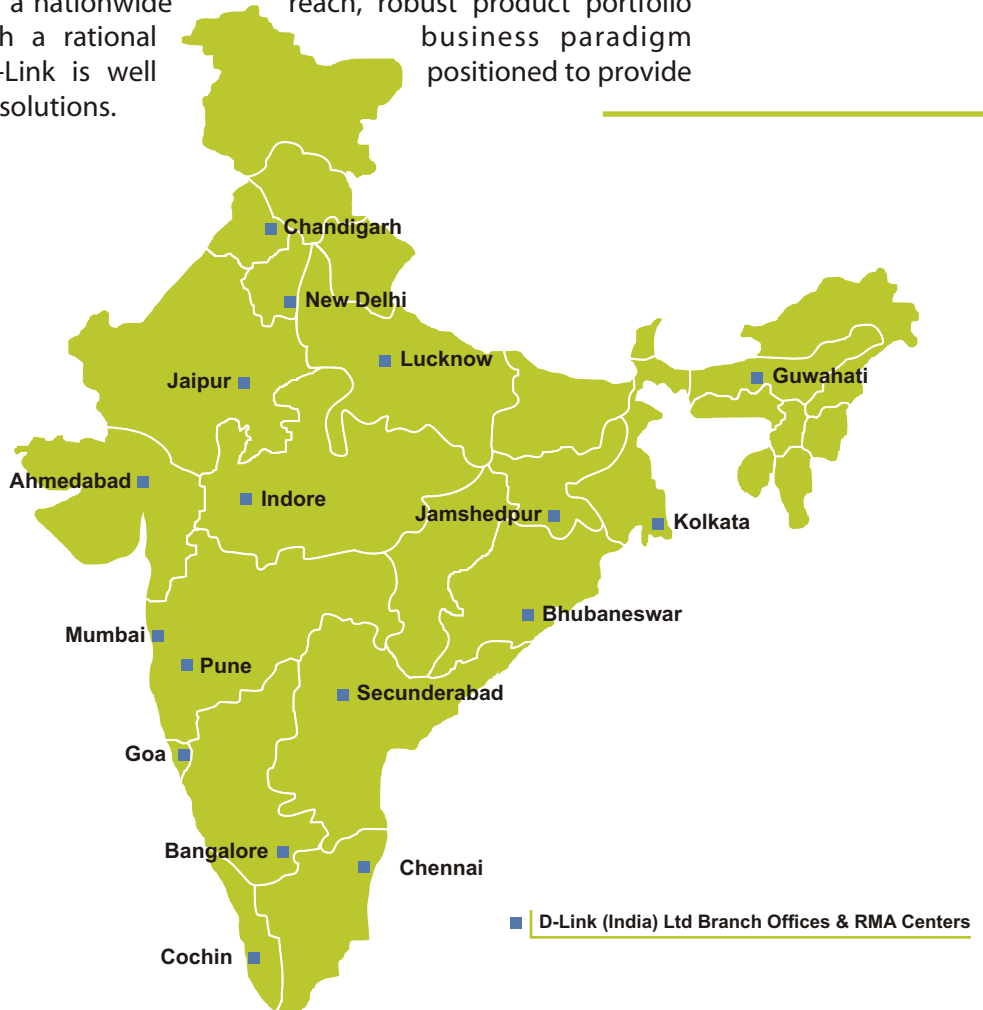 a nationwide reach, robust product portfolio
a rational business paradigm
-Link is well positioned to provide
solutions.
Chandigarh
New Delhi
Lucknow
Guwahati
Jaipur
Ahmedabad
Indore
Jamshedpur
Kolkata
Bhubaneswar
Mumbai
Pune
Secunderabad
Goa
Bangalore
Chennai
D-Link (India) Ltd Branch Offices & RMA Centers
Cochin